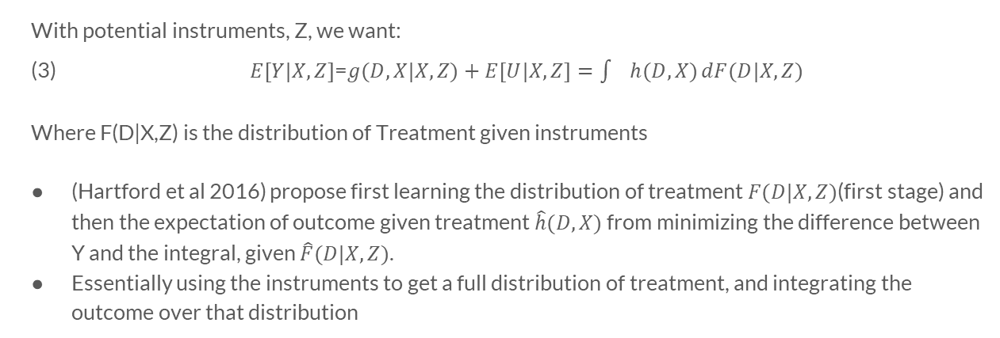 With potential instruments, Z, we want:
(3) E[Y|X,Z]=g(D,X|X,Z) + E[U|X,Z] = ∫ h(D,X) dF(D|X,Z)
Where F(D|X,Z) is the distribution of Treatment given instruments
● (Hartford et al 2016) propose first learning the distribution of treatment F(D|X,Z)(first stage) and
then the expectation of outcome given treatment ĥ(D,X) from minimizing the difference between
Y and the integral, given F̂(D|X,Z).
● Essentially using the instruments to get a full distribution of treatment, and integrating the
outcome over that distribution